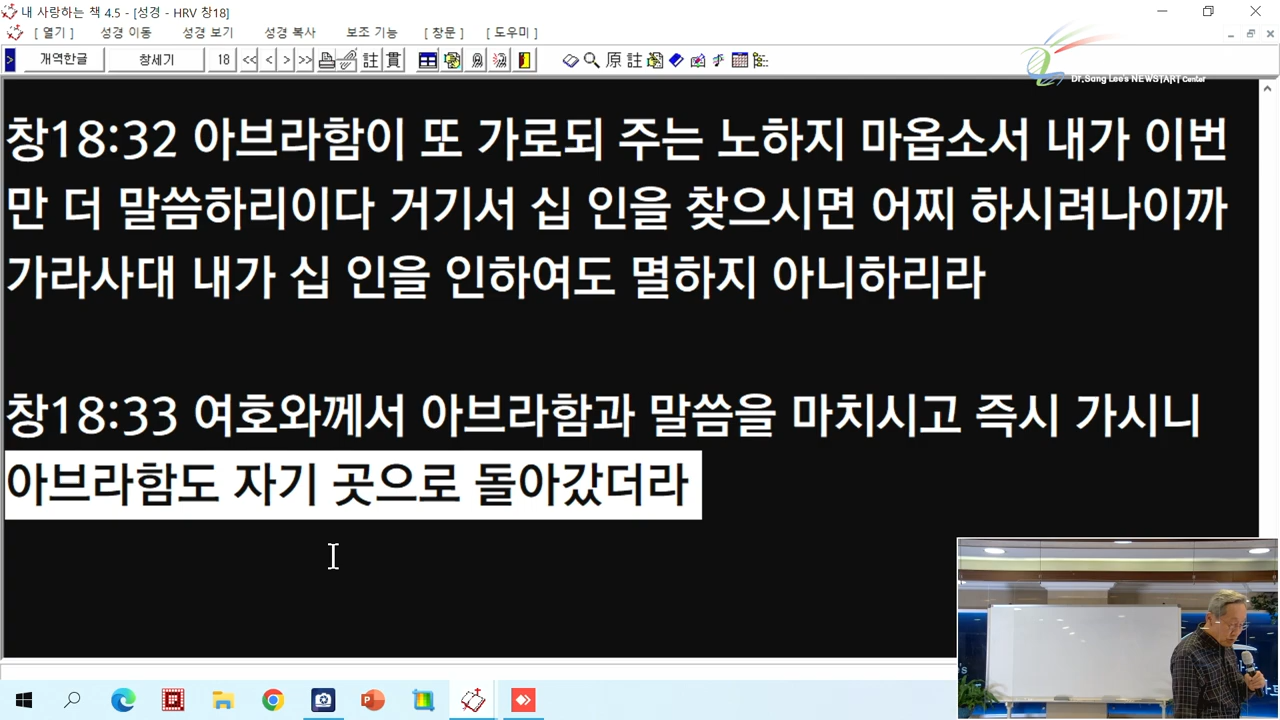 내 사랑하는 책 4.5 - [성경 - HRV 창18]
[ 열기 ] 성경 이동 성경 보기 성경 복사 보조 기능 [ 창문 ] [ 도우미 ]
> 개역한글 창세기 18 << < > >> 註 貫 原 註
Dr.Sang Lee's NEWSTART Center
창18:32 아브라함이 또 가로되 주는 노하지 마옵소서 내가 이번
만 더 말씀하리이다 거기서 십 인을 찾으시면 어찌 하시려나이까
가라사대 내가 십 인을 인하여도 멸하지 아니하리라
창18:33 여호와께서 아브라함과 말씀을 마치시고 즉시 가시니
아브라함도 자기 곳으로 돌아갔더라